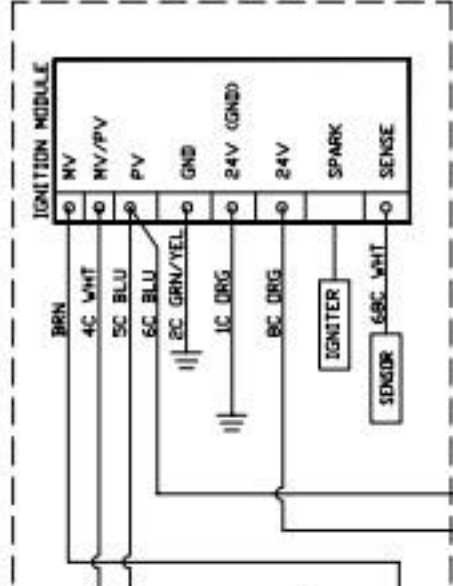 IGNITION MODULE
MV
MV/PV
PV
GND
24V (GND)
24V
SPARK
SENSE
BRN
4C WHT
5C BLU
6C BLU
2C GRN/YEL
1C ORG
8C ORG
IGNITER
68C WHT
SENSOR